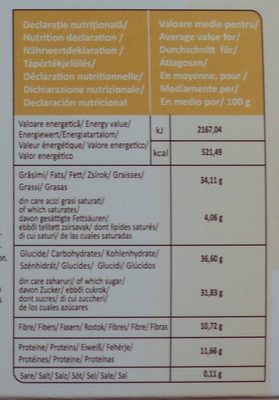 Declarație nutrițională/
Nutrition declaration /
Nährwertdeklaration /
Tápértékjelölés/
Déclaration nutritionnelle/
Dichiarazione nutrizionale/
Declaración nutricional
Valoare medie pentru/
Average value for/
Durchschnitt für/
Átlagosan/
En moyenne, pour /
Mediamente per/
En medio por/ 100 g
Valoare energetică/ Energy value/
Energiewert/Energiatartalom/
Valeur énergétique/ Valore energetico/
Valor energético
kJ 2167,04
kcal 521,49
Grăsimi/ Fats/ Fett/ Zsírok/ Graisses/
Grassi/ Grasas
34,11 g
din care acizi grasi saturati/
of which saturates/
davon gesättigte Fettsäuren/
ebből telített zsírsavak/ dont lipides saturés/
di cui saturi/ de las cuales saturadas
4,06 g
Glucide/ Carbohydrates/ Kohlenhydrate/
Szénhidrát/ Glucides/ Glucidi/ Glúcidos
36,60 g
din care zaharuri/ of which sugar/
davon Zucker/ ebből cukrok/
dont sucres/ di cui zuccheri/
de los cuales azúcares
31,83 g
Fibre/ Fibers/ Fasern/ Rostok/ Fibres/ Fibre/ Fibras
10,72 g
Proteine/ Proteins/ Eiweiß/ Fehérje/
Protéines/ Proteine/ Proteínas
11,66 g
Sare/ Salt/ Salz/ Só/ Sel/ Sale/ Sal
0,11 g